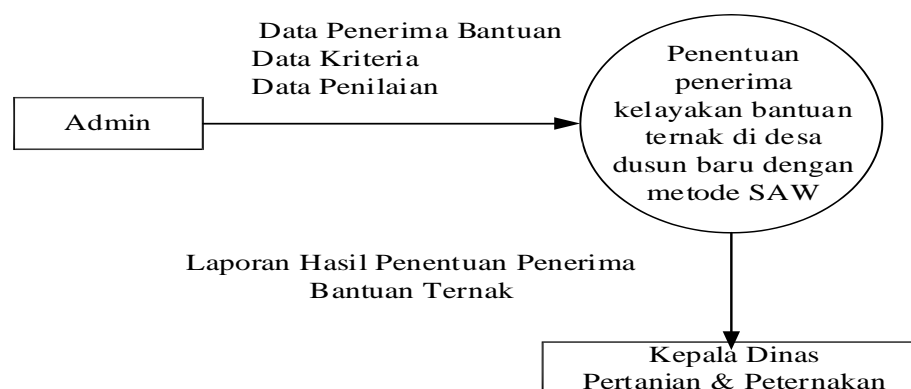 Data Penerima Bantuan
Data Kriteria
Data Penilaian
Admin
Penentuan
penerima
kelayakan bantuan
ternak di desa
dusun baru dengan
metode SAW
Laporan Hasil Penentuan Penerima
Bantuan Ternak
Kepala Dinas
Pertanian & Peternakan